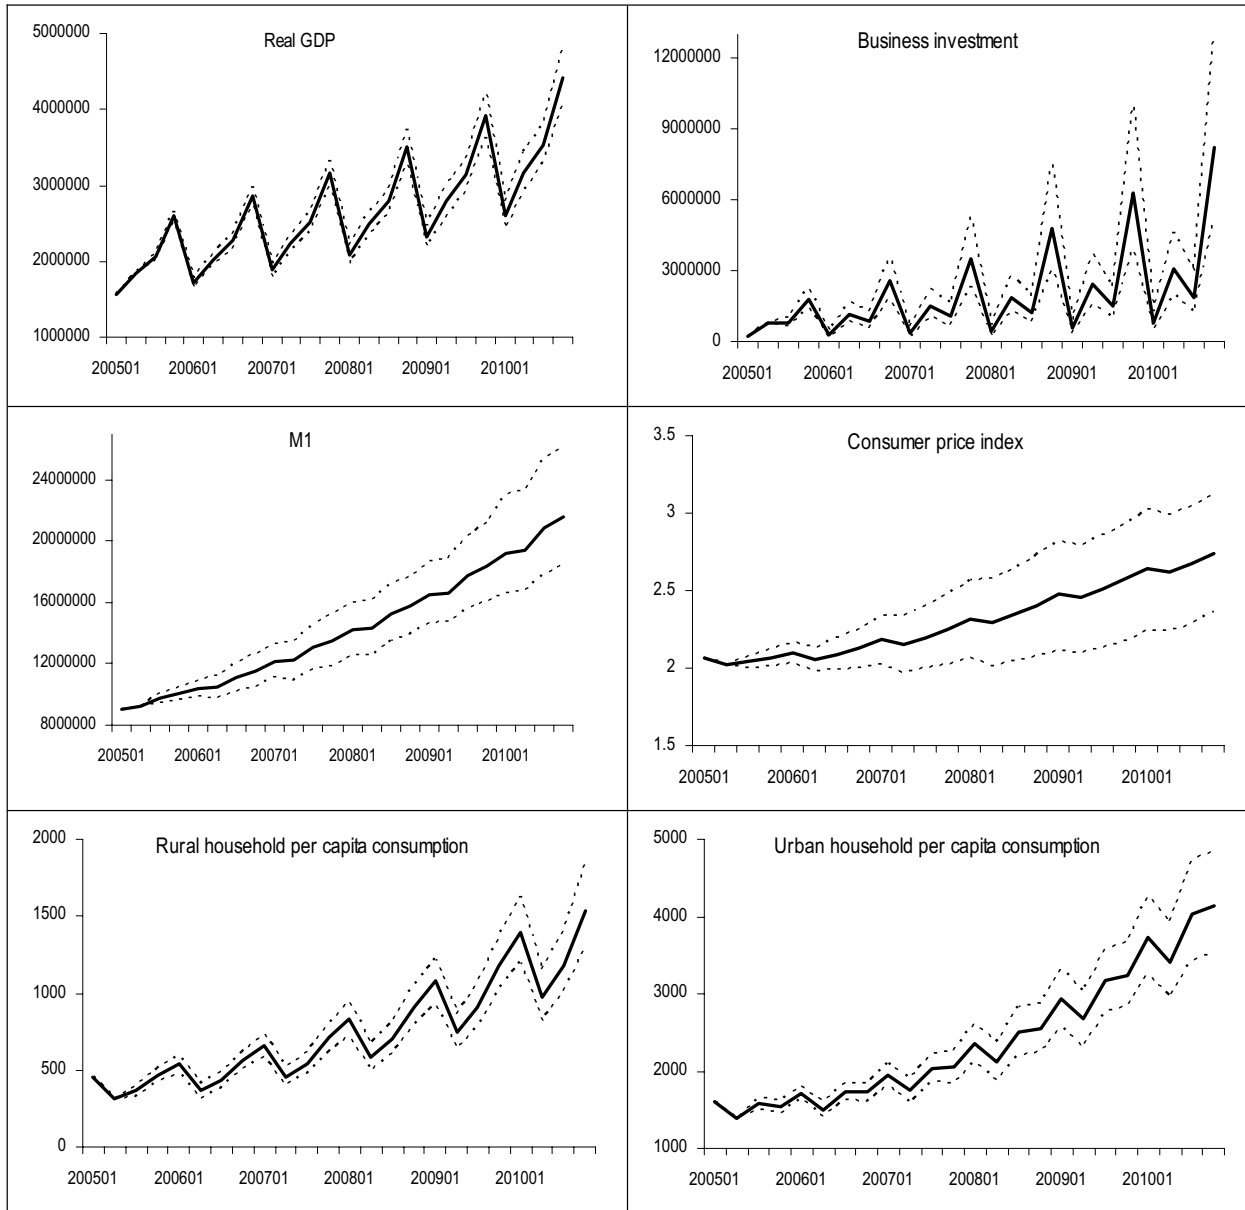 Real GDP
5000000
4000000
3000000
2000000
1000000
200501 200601 200701 200801 200901 201001
Business investment
12000000
9000000
6000000
3000000
0
200501 200601 200701 200801 200901 201001
M1
24000000
20000000
16000000
12000000
8000000
200501 200601 200701 200801 200901 201001
Consumer price index
3.5
3
2.5
2
1.5
200501 200601 200701 200801 200901 201001
Rural household per capita consumption
2000
1500
1000
500
0
200501 200601 200701 200801 200901 201001
Urban household per capita consumption
5000
4000
3000
2000
1000
200501 200601 200701 200801 200901 201001